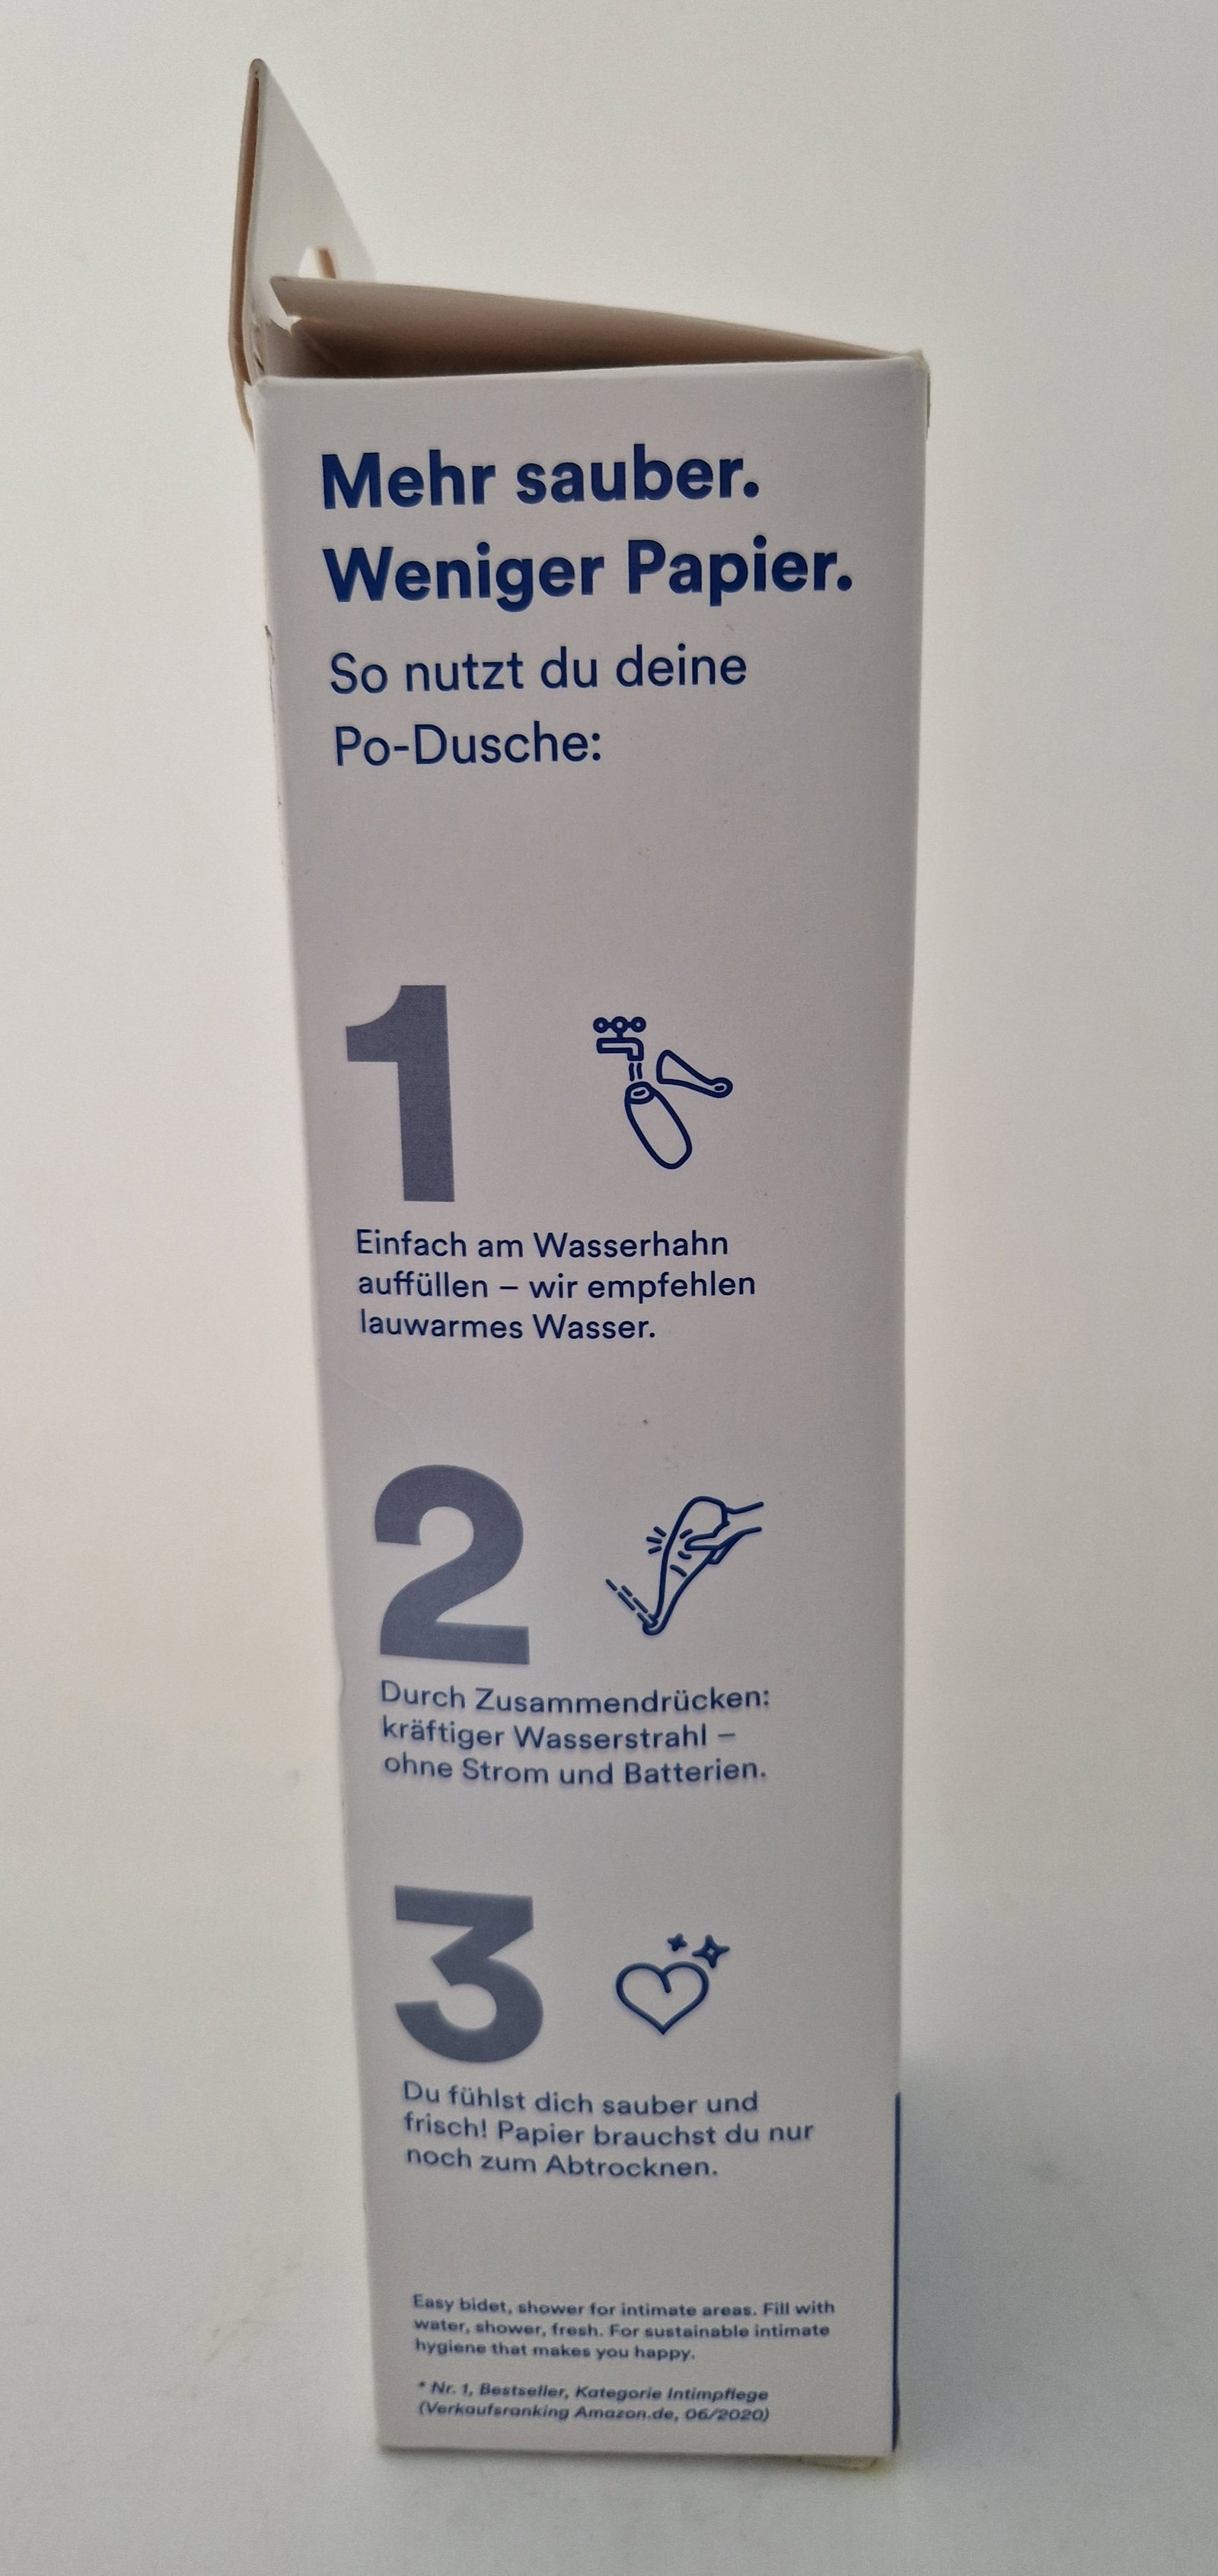 Mehr sauber.
Weniger Papier.
So nutzt du deine
Po-Dusche:
1
Einfach am Wasserhahn
auffüllen – wir empfehlen
lauwarmes Wasser.
2
Durch Zusammendrücken:
kräftiger Wasserstrahl –
ohne Strom und Batterien.
3
Du fühlst dich sauber und
frisch! Papier brauchst du nur
noch zum Abtrocknen.
Easy bidet, shower for intimate areas. Fill with
water, shower, fresh. For sustainable intimate
hygiene that makes you happy.
* Nr. 1, Bestseller, Kategorie Intimpflege
(Verkaufsranking Amazon.de, 06/2020)